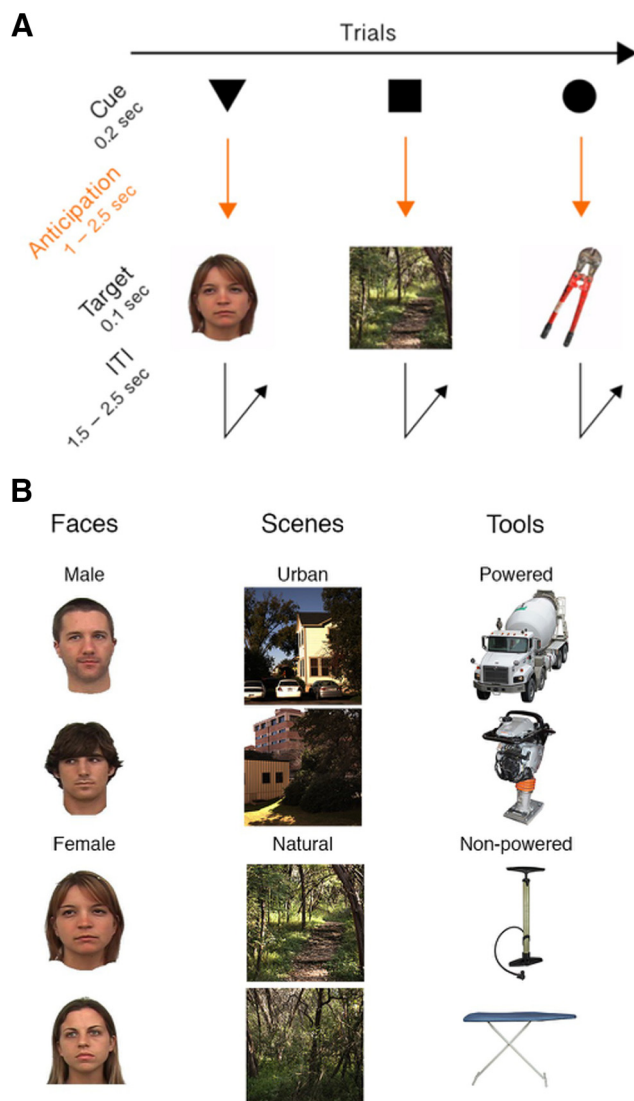 A
Trials
Cue
0.2 sec
Anticipation
1 – 2.5 sec
Target
0.1 sec
ITI
1.5 – 2.5 sec
B
Faces Scenes Tools
Male Urban Powered
Female Natural Non-powered